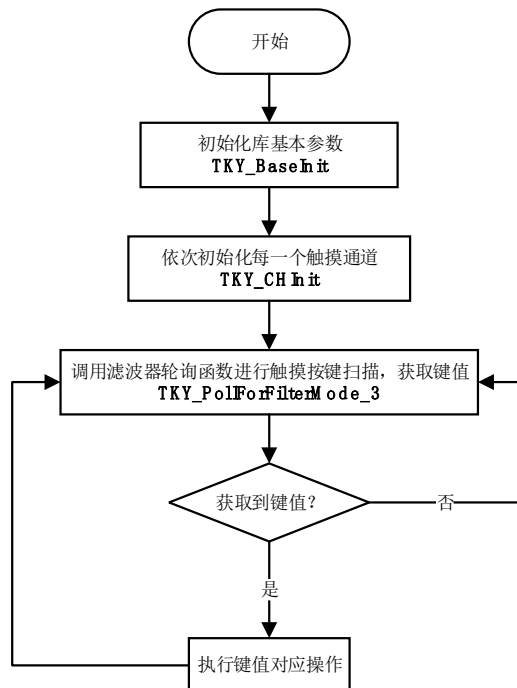 开始
初始化库基本参数
TKY_BaseInit
依次初始化每一个触摸通道
TKY_CHInit
调用滤波器轮询函数进行触摸按键扫描，获取键值
TKY_PollForFilterMode_3
获取到键值？
否
是
执行键值对应操作